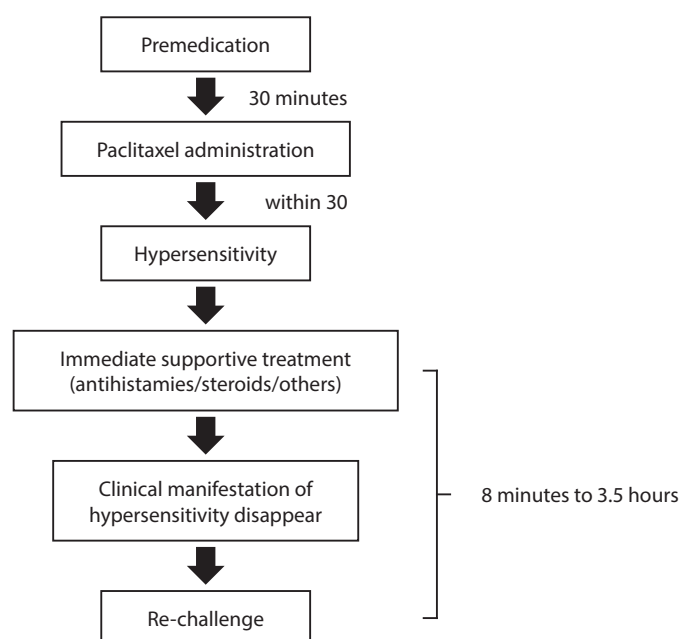 Premedication
30 minutes
Paclitaxel administration
within 30
Hypersensitivity
Immediate supportive treatment
(antihistamies/steroids/others)
Clinical manifestation of
hypersensitivity disappear
8 minutes to 3.5 hours
Re-challenge